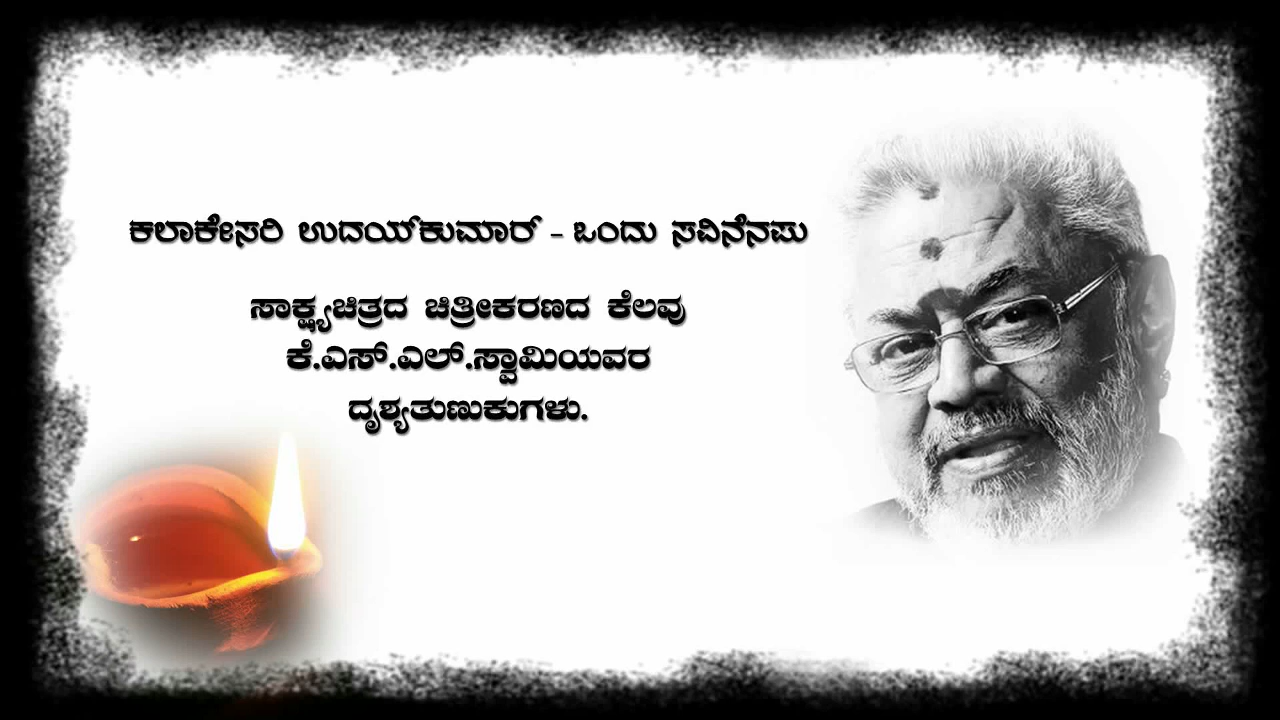 ಕಲಾಕೇಸರಿ ಉದಯ್‌ಕುಮಾರ್ - ಒಂದು ಸವಿನೆನಪು
ಸಾಕ್ಷ್ಯಚಿತ್ರದ ಚಿತ್ರೀಕರಣದ ಕೆಲವು
ಕೆ.ಎಸ್.ಎಲ್.ಸ್ವಾಮಿಯವರ
ದೃಶ್ಯತುಣುಕುಗಳು.